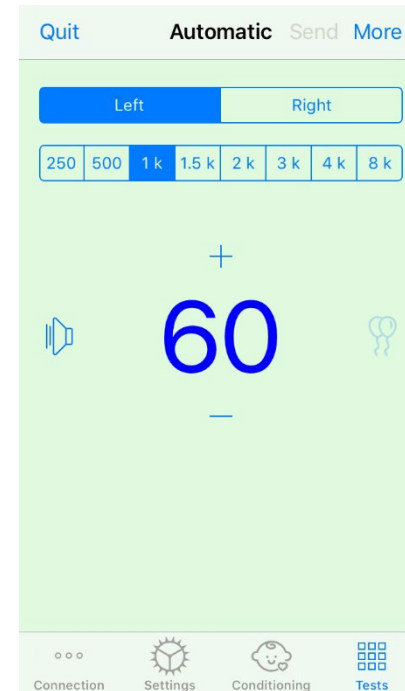 Quit Automatic Send More
Left Right
250 500 1 k 1.5 k 2 k 3 k 4 k 8 k
+
60
−
Connection Settings Conditioning Tests